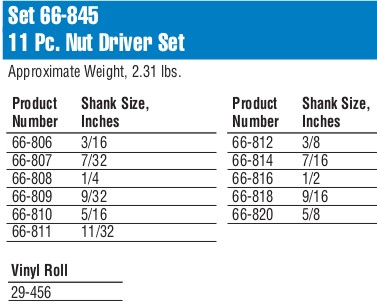 Set 66-845
11 Pc. Nut Driver Set
Approximate Weight, 2.31 lbs.
Product Number Shank Size, Inches
66-806 3/16
66-807 7/32
66-808 1/4
66-809 9/32
66-810 5/16
66-811 11/32
Product Number Shank Size, Inches
66-812 3/8
66-814 7/16
66-816 1/2
66-818 9/16
66-820 5/8
Vinyl Roll
29-456